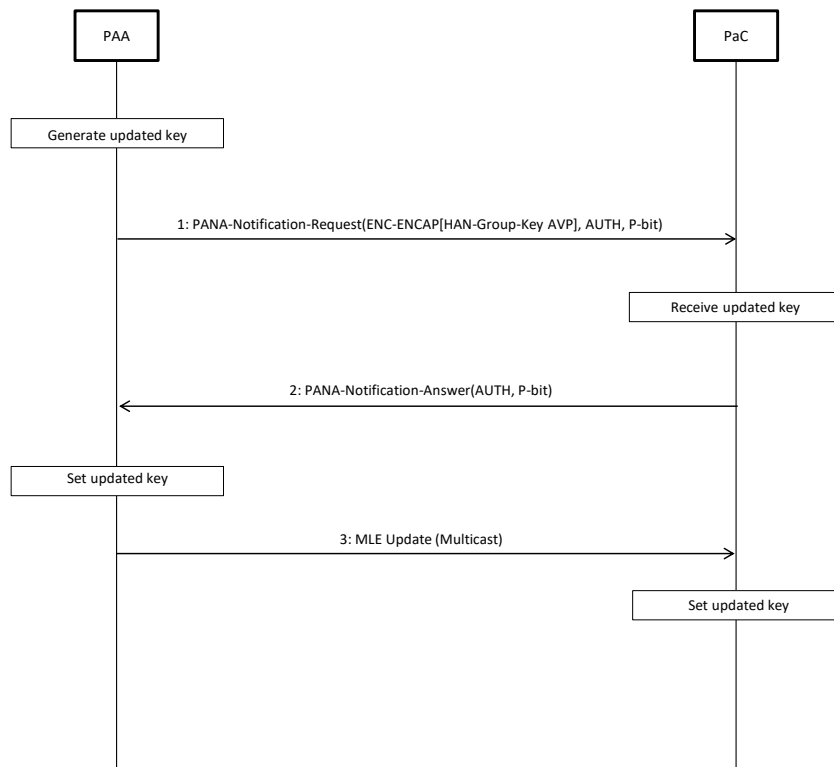 PAA
PaC
Generate updated key
1: PANA-Notification-Request(ENC-ENCAP[HAN-Group-Key AVP], AUTH, P-bit)
Receive updated key
2: PANA-Notification-Answer(AUTH, P-bit)
Set updated key
3: MLE Update (Multicast)
Set updated key